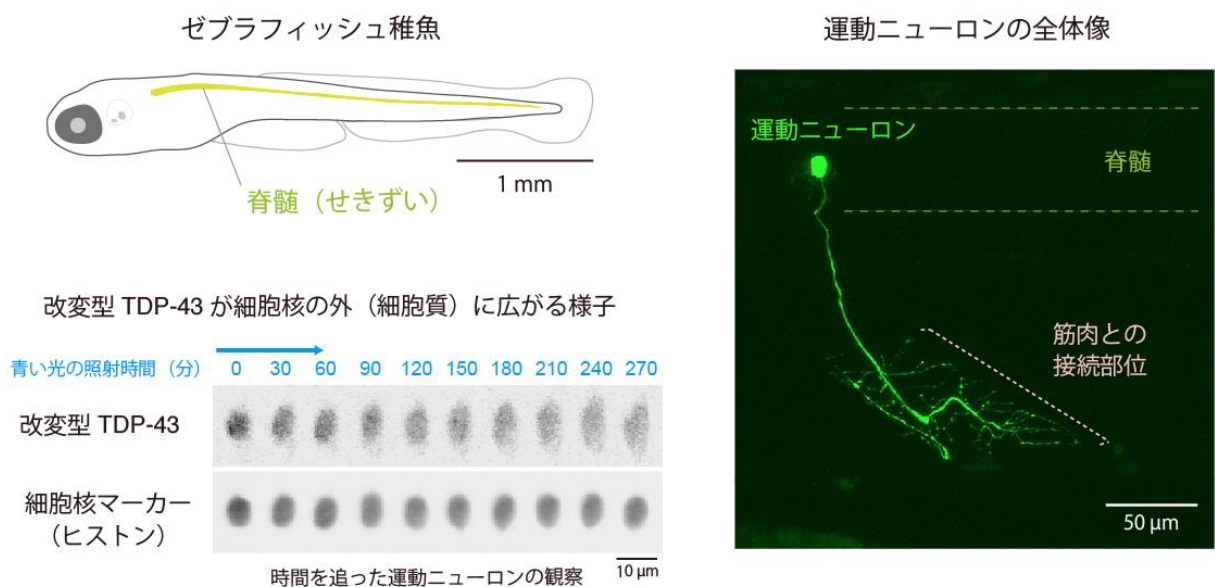 ゼブラフィッシュ稚魚
1 mm
脊髄（せきずい）
改変型 TDP-43 が細胞核の外（細胞質）に広がる様子
青い光の照射時間（分） 0 30 60 90 120 150 180 210 240 270
改変型 TDP-43
細胞核マーカー
（ヒストン）
時間を追った運動ニューロンの観察
10 µm
運動ニューロンの全体像
運動ニューロン
脊髄
筋肉との
接続部位
50 µm